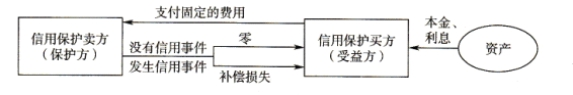 支付固定的费用
信用保护卖方
（保护方）
没有信用事件
发生信用事件
零
补偿损失
信用保护买方
（受益方）
本金、
利息
资产